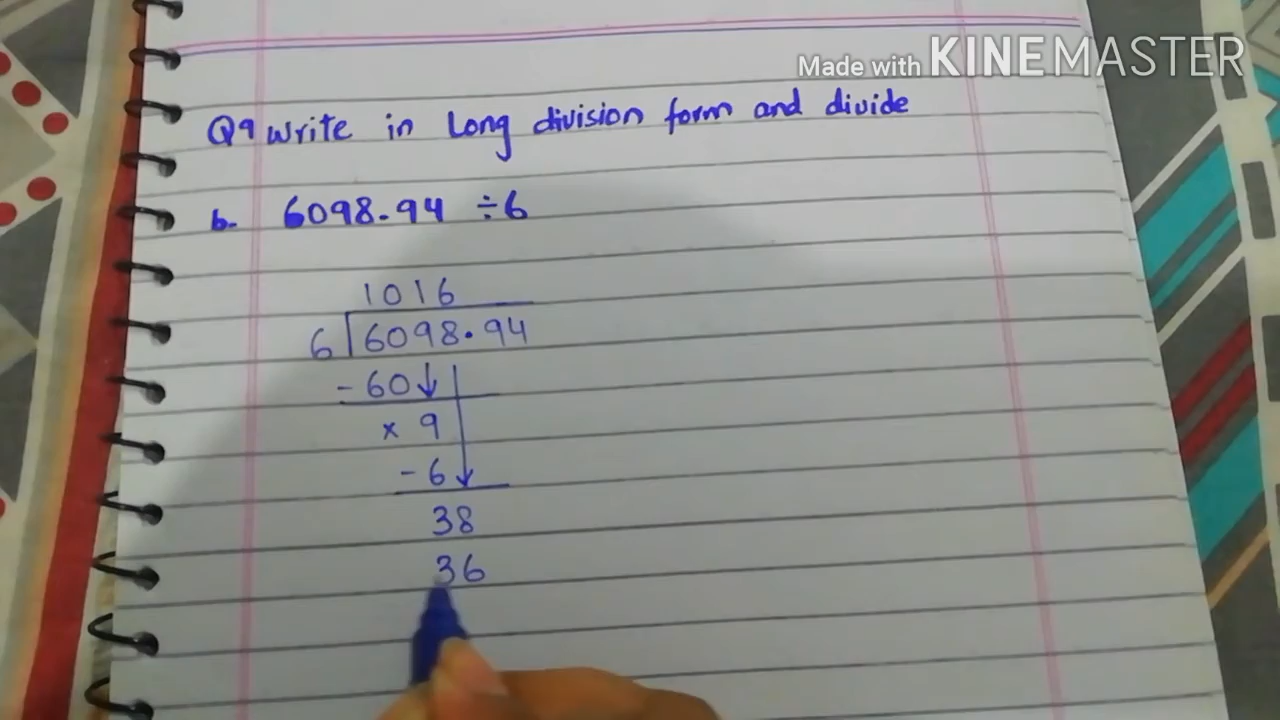 Made with KINEMASTER
Q9 Write in Long division form and divide
b. 6098.94 ÷ 6
1016
6 6098.94
- 60
× 9
- 6
38
36